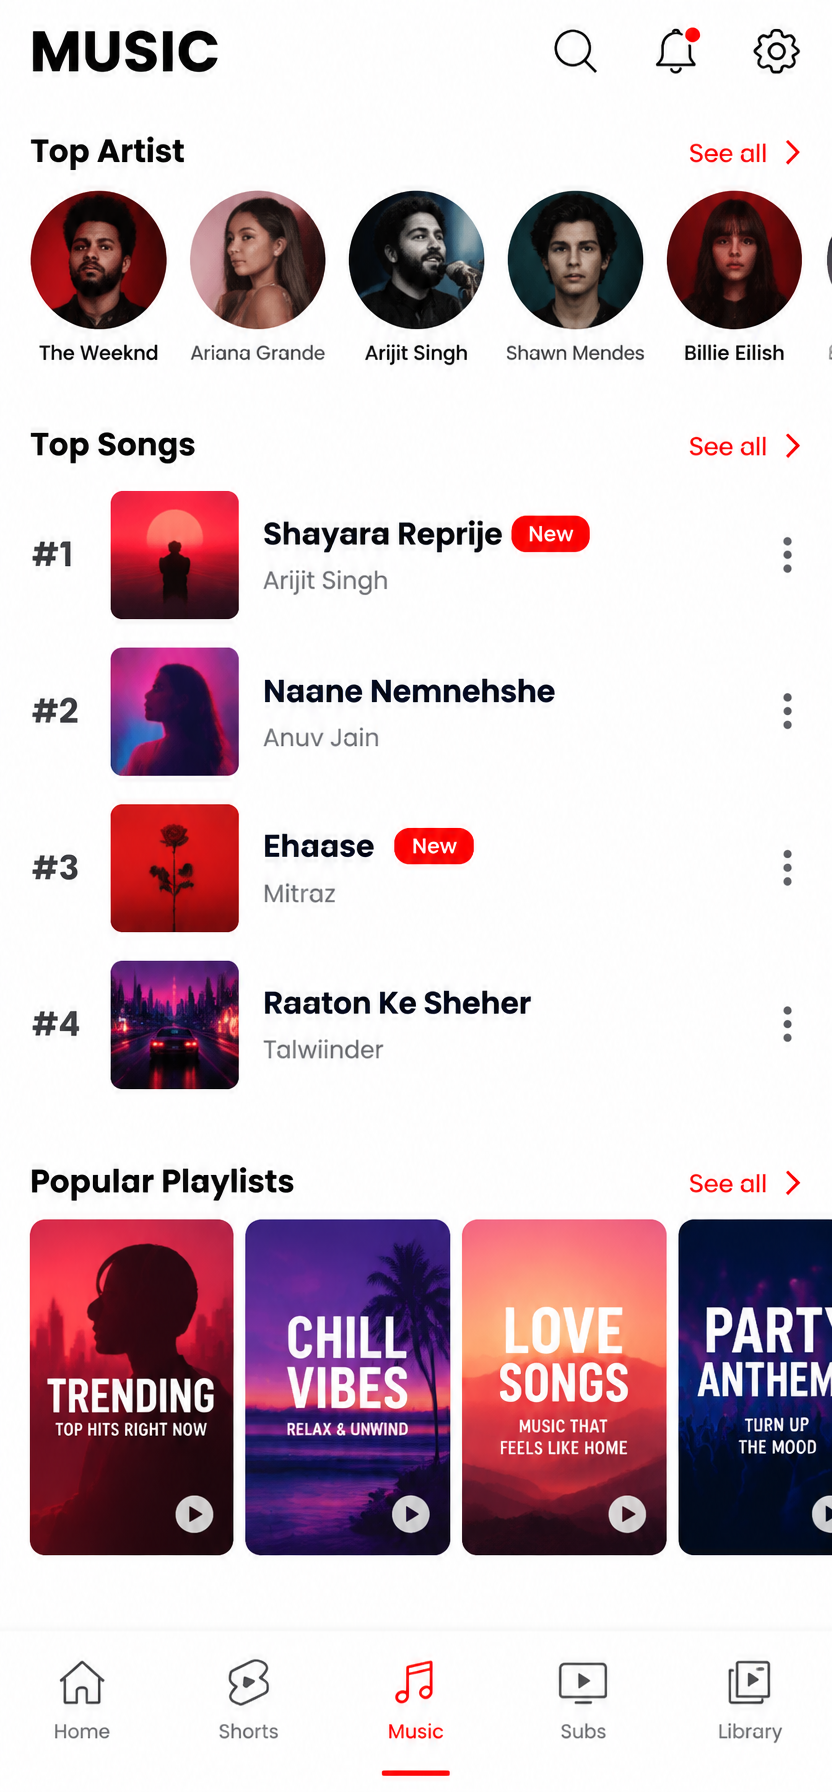 MUSIC
Top Artist
See all
The Weeknd
Ariana Grande
Arijit Singh
Shawn Mendes
Billie Eilish
Top Songs
See all
#1
Shayara Reprije
New
Arijit Singh
#2
Naane Nemnehshe
Anuv Jain
#3
Ehaase
New
Mitraz
#4
Raaton Ke Sheher
Talwiinder
Popular Playlists
See all
TRENDING
TOP HITS RIGHT NOW
CHILL
VIBES
RELAX & UNWIND
LOVE
SONGS
MUSIC THAT
FEELS LIKE HOME
PARTY
ANTHEM
TURN UP
THE MOOD
Home
Shorts
Music
Subs
Library